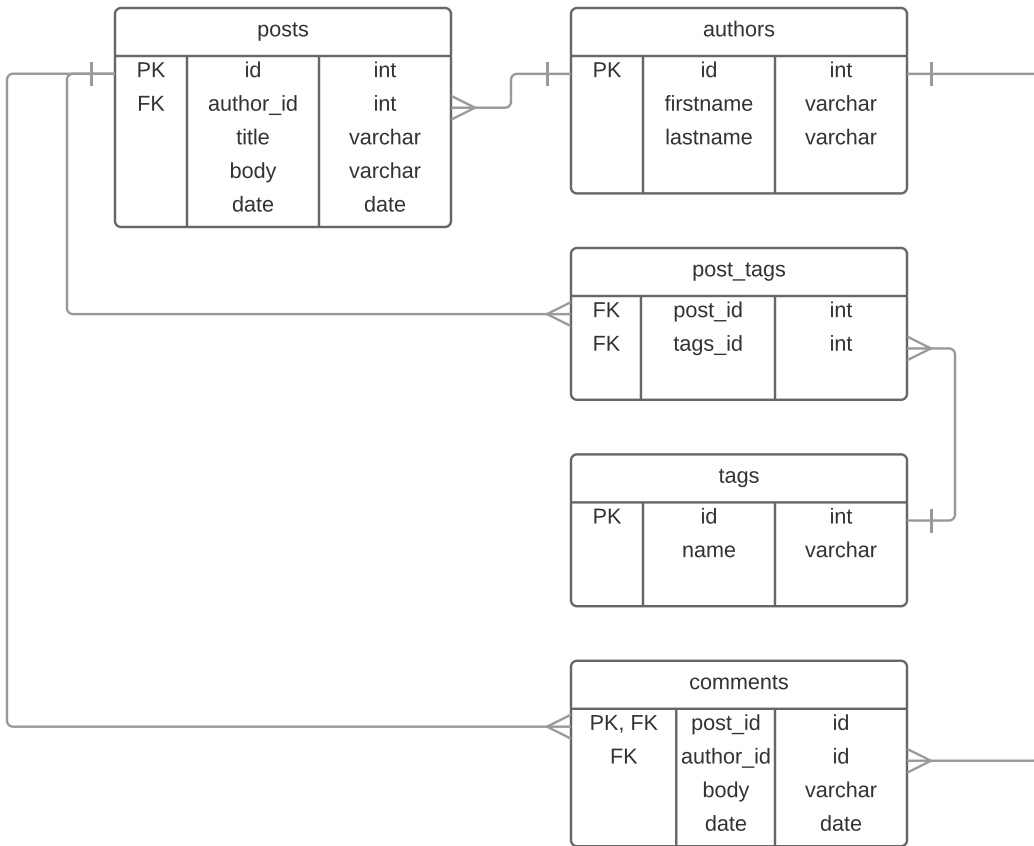 posts
PK id int
FK author_id int
title varchar
body varchar
date date
authors
PK id int
firstname varchar
lastname varchar
post_tags
FK post_id int
FK tags_id int
tags
PK id int
name varchar
comments
PK, FK post_id id
FK author_id id
body varchar
date date